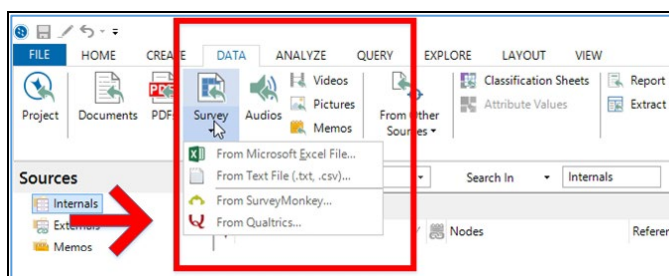 FILE HOME CREATE DATA ANALYZE QUERY EXPLORE LAYOUT VIEW
Project Documents PDFs Survey Audios Videos From Other Sources Classification Sheets Report
Pictures Attribute Values Extract
Memos
From Microsoft Excel File...
From Text File (.txt, .csv)...
From SurveyMonkey...
From Qualtrics...
Sources
Search In Internals
Internals
Externals
Nodes
Memos